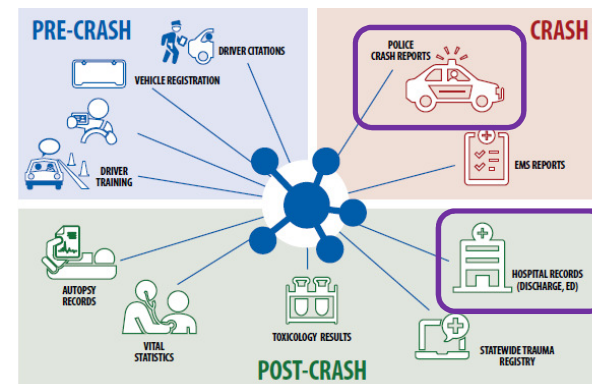 PRE-CRASH
DRIVER CITATIONS
VEHICLE REGISTRATION
DRIVER
TRAINING
CRASH
POLICE
CRASH REPORTS
EMS REPORTS
AUTOPSY
RECORDS
VITAL
STATISTICS
TOXICOLOGY RESULTS
HOSPITAL RECORDS
(DISCHARGE, ED)
STATEWIDE TRAUMA
REGISTRY
POST-CRASH